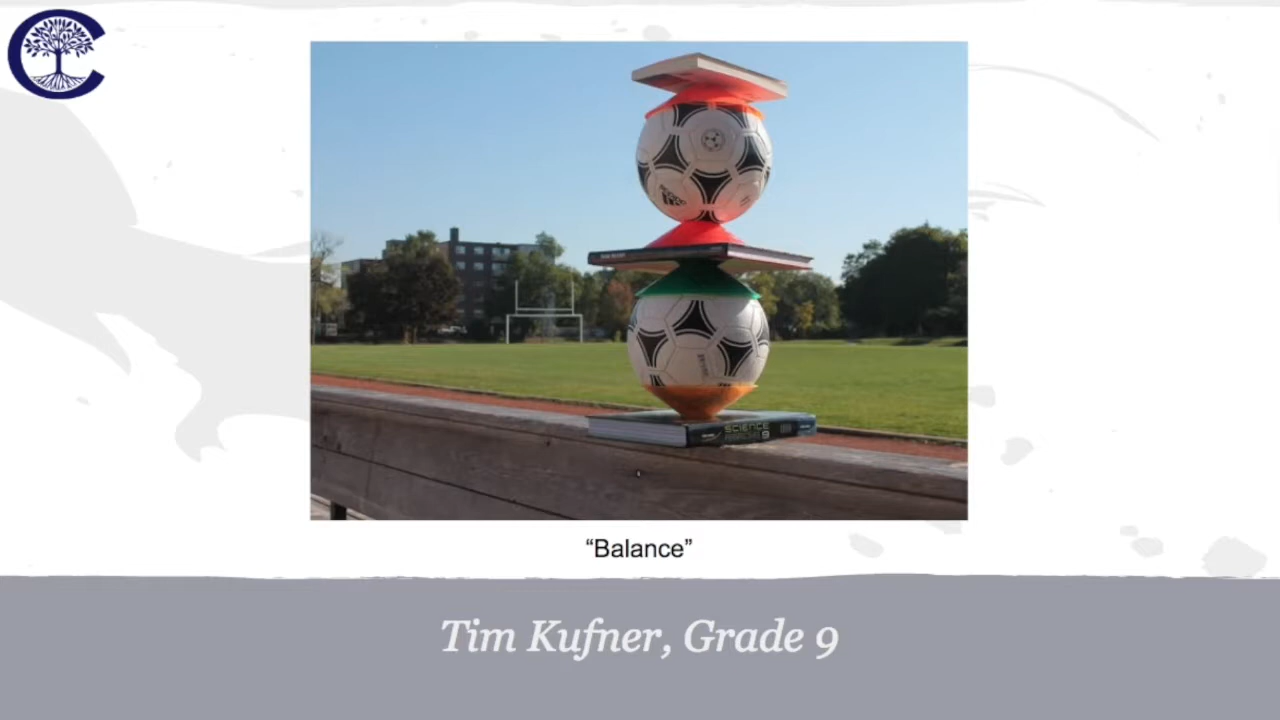 SCIENCE
9
“Balance”
Tim Kufner, Grade 9